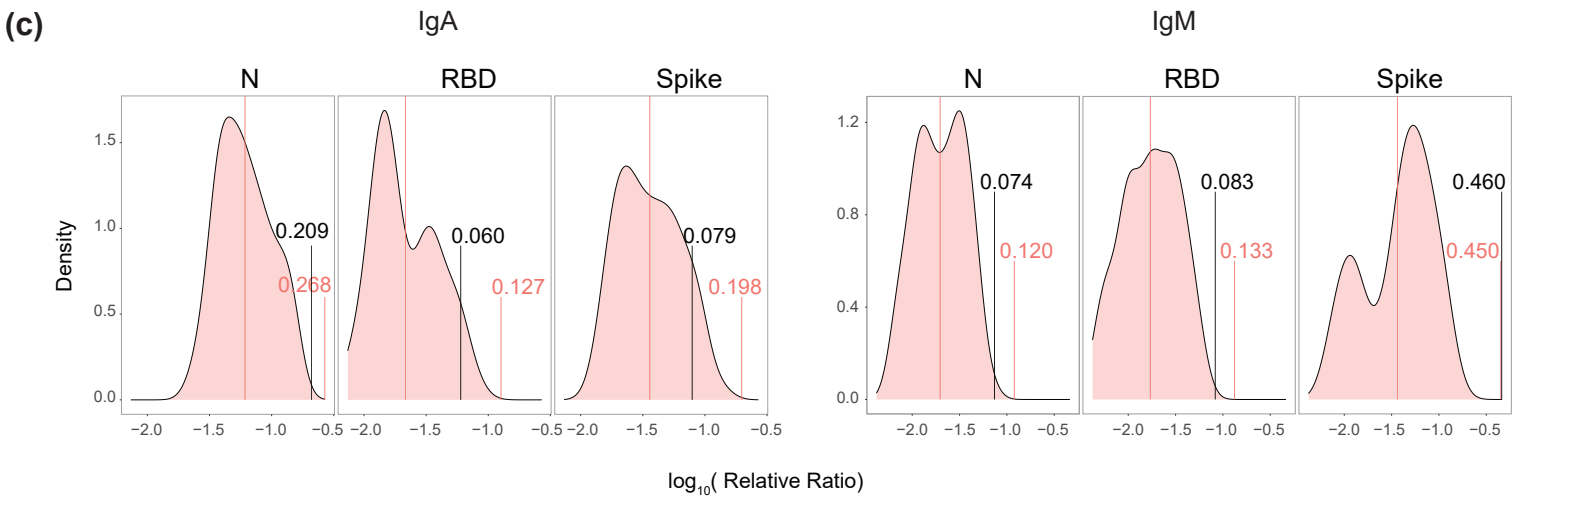 (c)
IgA
IgM
N
RBD
Spike
N
RBD
Spike
Density
1.5
1.0
0.5
0.0
0.209
0.268
0.060
0.127
0.079
0.198
1.2
0.8
0.4
0.0
0.074
0.120
0.083
0.133
0.460
0.450
−2.0 −1.5 −1.0 −0.5
−2.0 −1.5 −1.0 −0.5
−2.0 −1.5 −1.0 −0.5
−2.0 −1.5 −1.0 −0.5
−2.0 −1.5 −1.0 −0.5
−2.0 −1.5 −1.0 −0.5
log10( Relative Ratio)